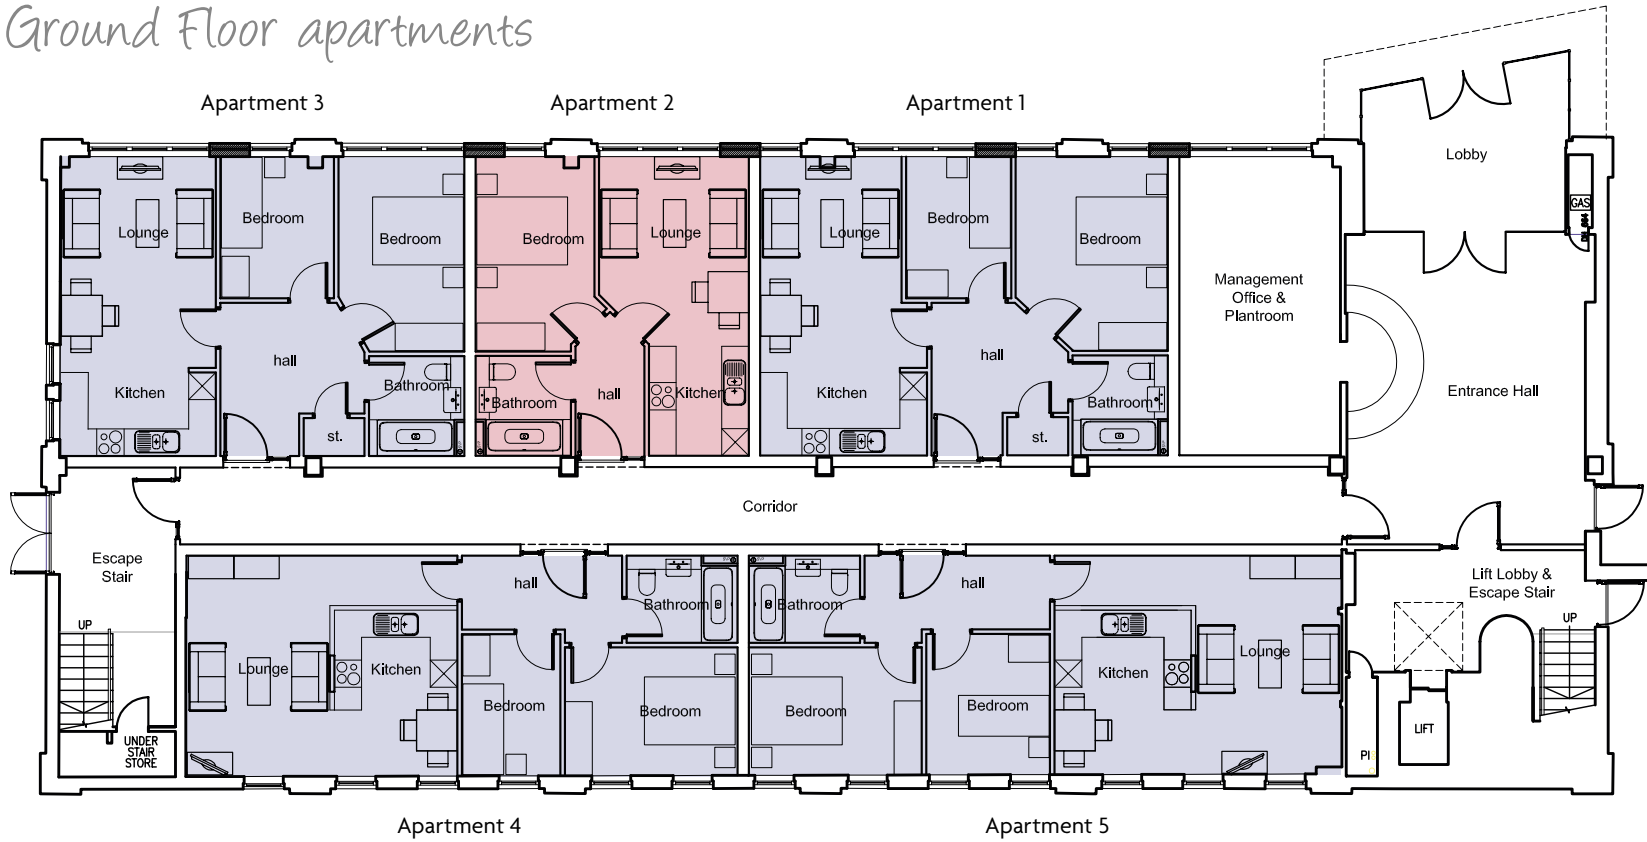 Ground Floor apartments
Apartment 3
Apartment 2
Apartment 1
Lobby
GAS
Lounge
Bedroom
Bedroom
Bedroom
Lounge
Lounge
Bedroom
Bedroom
Management
Office &
Plantroom
hall
Kitchen
Bathroom
st.
Bathroom
hall
Kitchen
Kitchen
hall
st.
Bathroom
Entrance Hall
Corridor
Escape
Stair
UP
UNDER
STAIR
STORE
hall
Bathroom
Lounge
Kitchen
Bedroom
Bedroom
Bathroom
hall
Bedroom
Bedroom
Kitchen
Lounge
Lift Lobby &
Escape Stair
UP
LIFT
PI
Apartment 4
Apartment 5